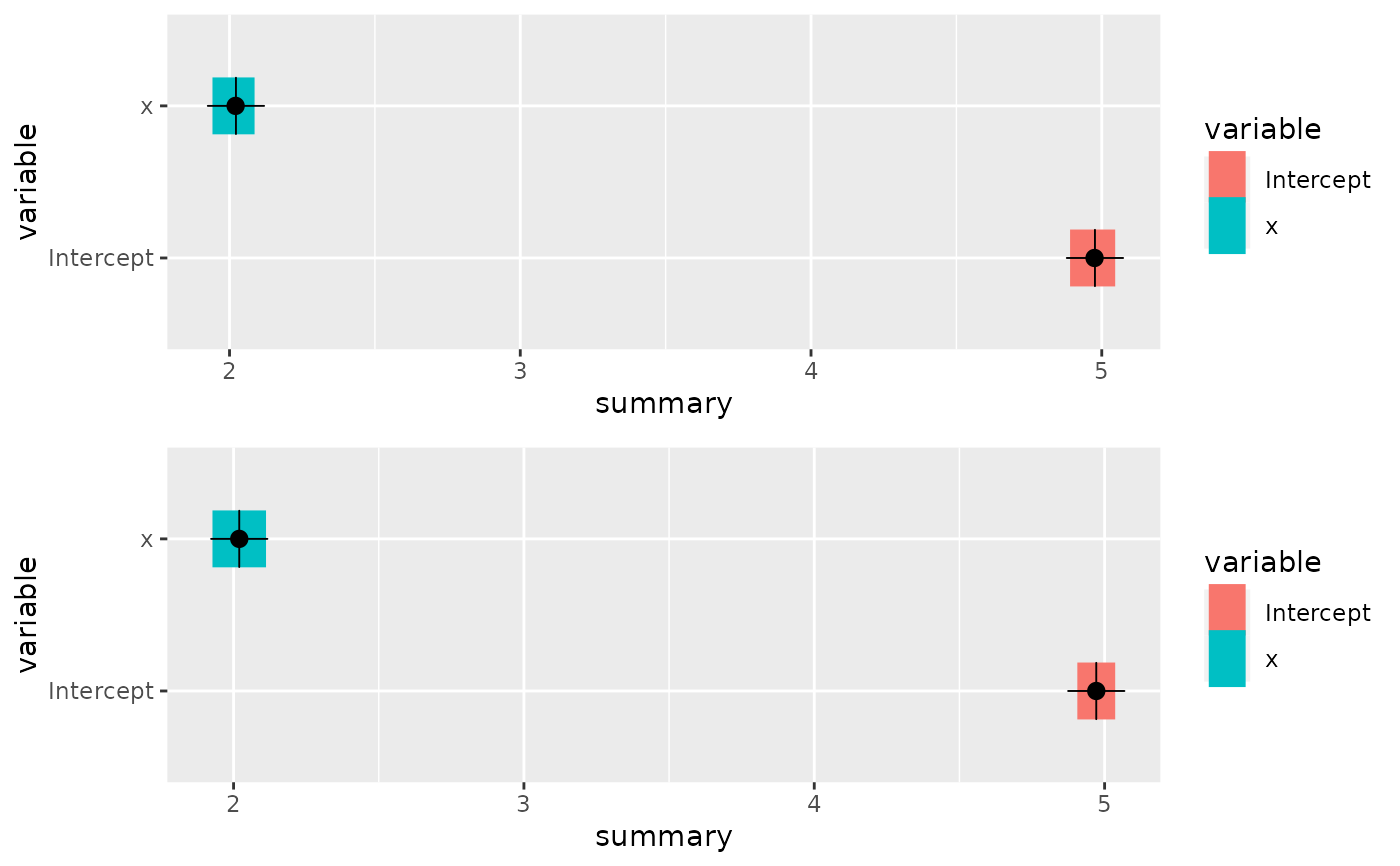 variable
x
Intercept
2 3 4 5
summary
variable
Intercept
x
variable
x
Intercept
2 3 4 5
summary
variable
Intercept
x